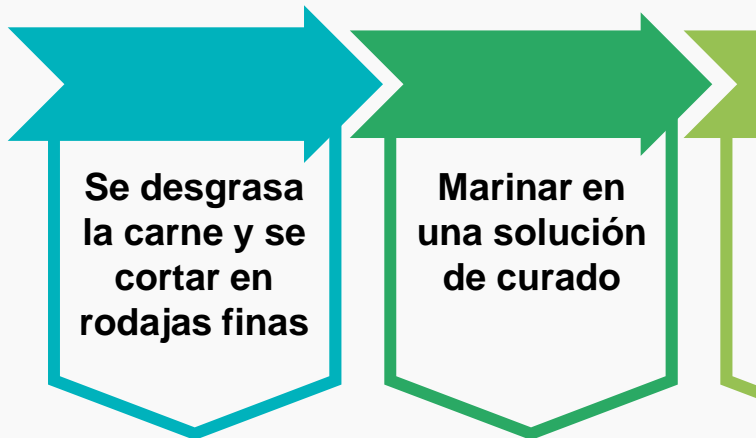 Se desgrasa
la carne y se
cortar en
rodajas finas
Marinar en
una solución
de curado